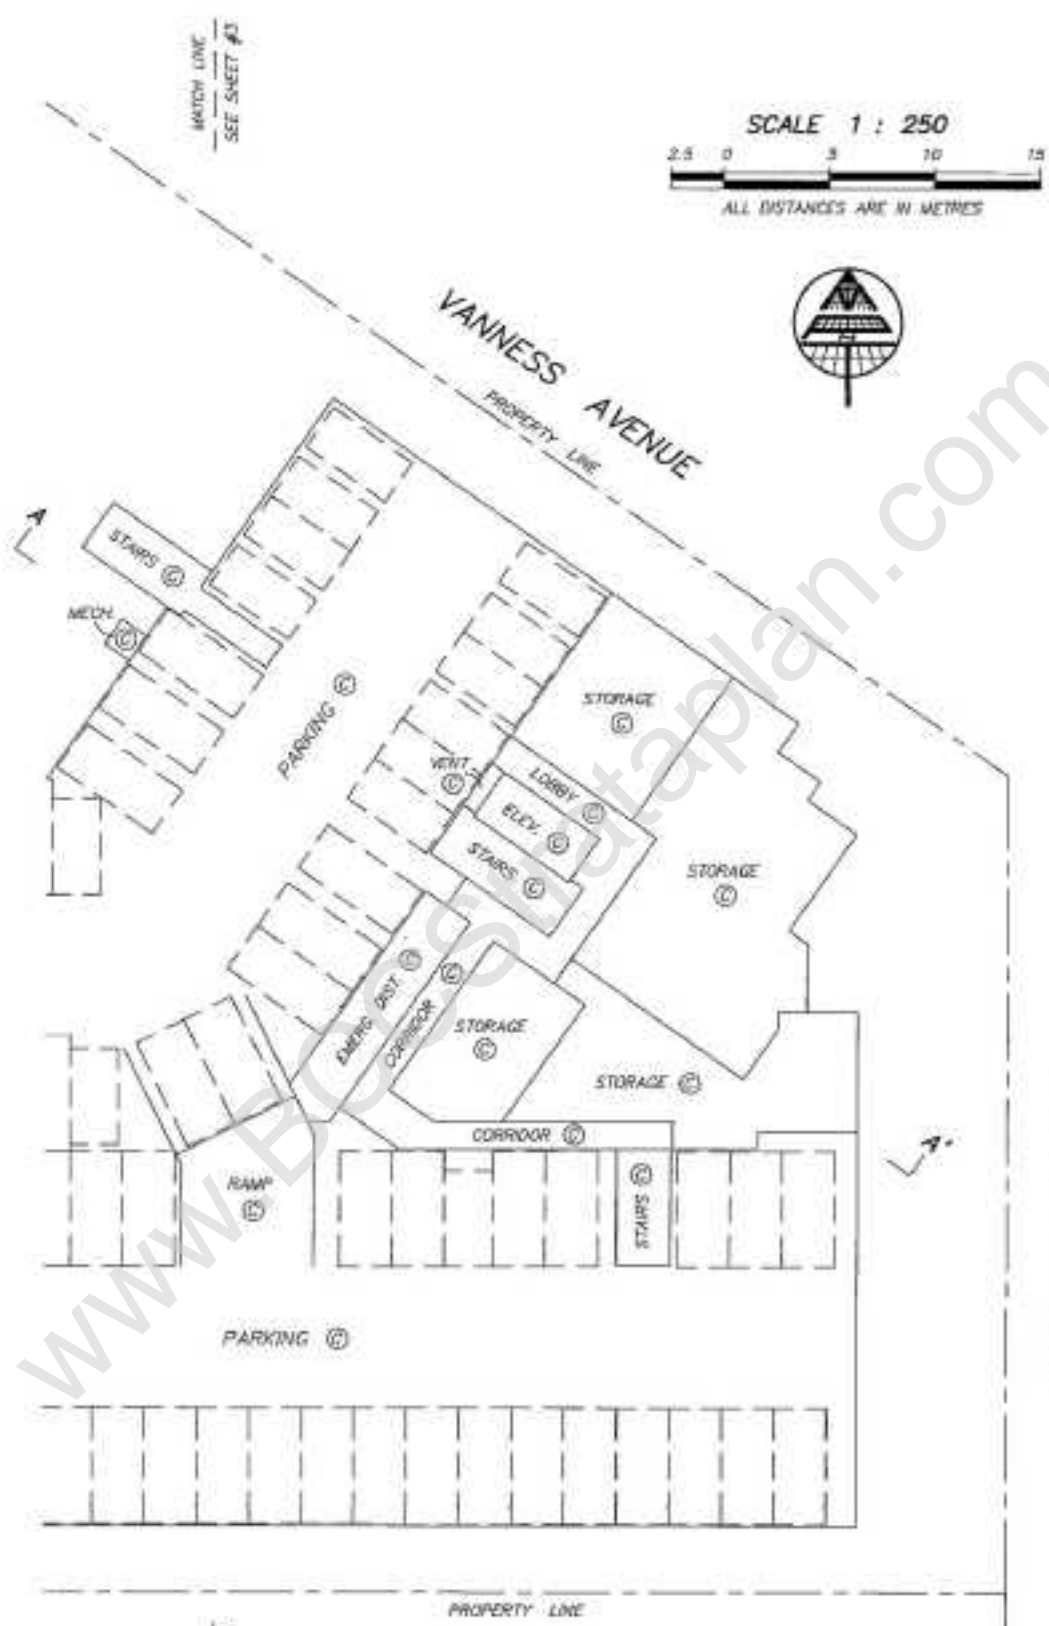 MATCH LINE
SEE SHEET #3
SCALE 1 : 250
2.5 0 5 10 15
ALL DISTANCES ARE IN METRES
VANNESS AVENUE
PROPERTY LINE
A
STAIRS ©
MECH.
©
PARKING ©
STORAGE
©
VENT
©
LOBBY ©
ELEV. ©
STAIRS ©
STORAGE
©
EMERG. DIST. ©
CORRIDOR ©
STORAGE
©
STORAGE ©
CORRIDOR ©
A
RAMP
©
STAIRS ©
PARKING ©
PROPERTY LINE
www.BCCStrataplan.com